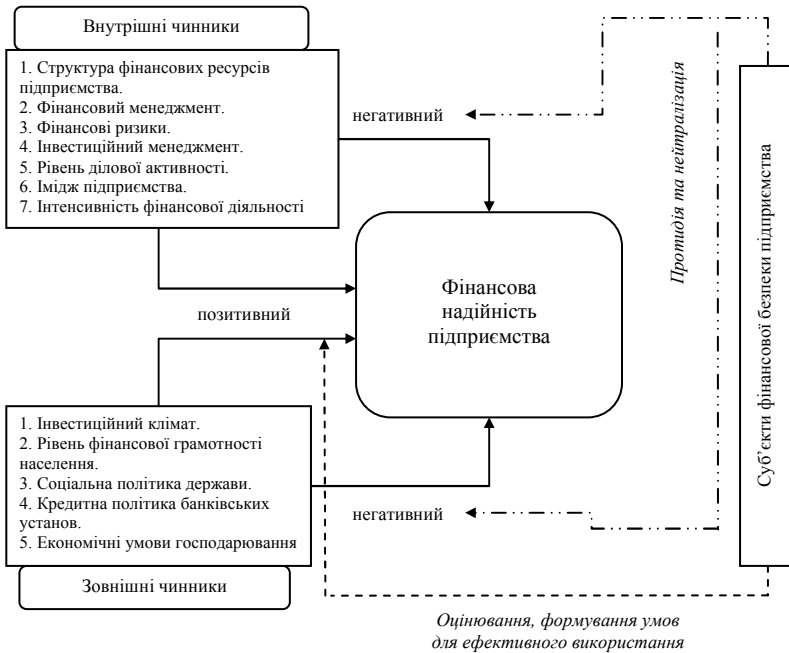 Внутрішні чинники
1. Структура фінансових ресурсів
підприємства.
2. Фінансовий менеджмент.
3. Фінансові ризики.
4. Інвестиційний менеджмент.
5. Рівень ділової активності.
6. Імідж підприємства.
7. Інтенсивність фінансової діяльності
негативний
Протидія та нейтралізація
Суб’єкти фінансової безпеки підприємства
Фінансова
надійність
підприємства
позитивний
1. Інвестиційний клімат.
2. Рівень фінансової грамотності
населення.
3. Соціальна політика держави.
4. Кредитна політика банківських
установ.
5. Економічні умови господарювання
негативний
Зовнішні чинники
Оцінювання, формування умов
для ефективного використання